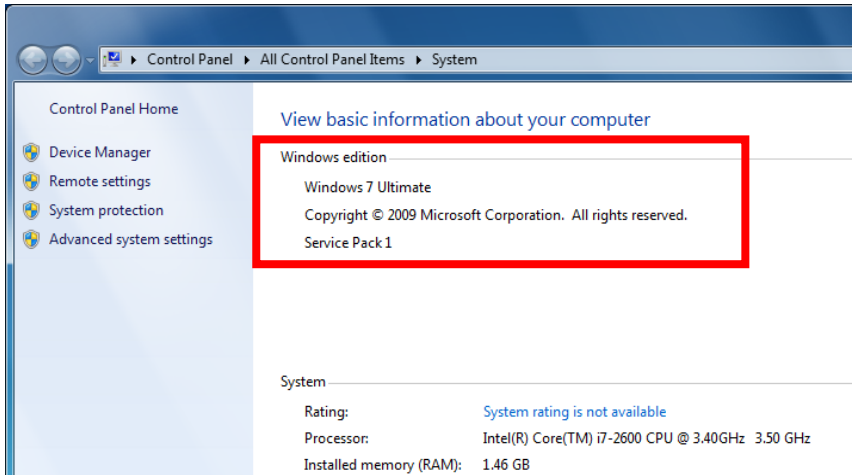 Control Panel ▸ All Control Panel Items ▸ System
Control Panel Home
Device Manager
Remote settings
System protection
Advanced system settings
View basic information about your computer
Windows edition
Windows 7 Ultimate
Copyright © 2009 Microsoft Corporation.  All rights reserved.
Service Pack 1
System
Rating: System rating is not available
Processor: Intel(R) Core(TM) i7-2600 CPU @ 3.40GHz  3.50 GHz
Installed memory (RAM): 1.46 GB